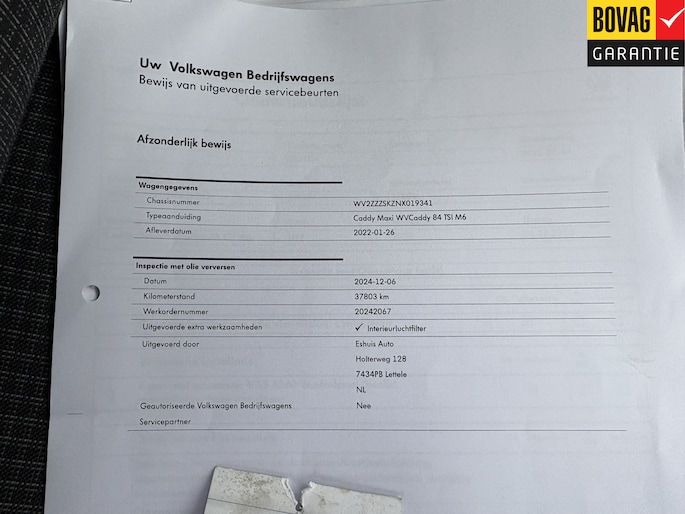 BOVAG
GARANTIE
Uw Volkswagen Bedrijfswagens
Bewijs van uitgevoerde servicebeurten
Afzonderlijk bewijs
Wagengegevens
Chassisnummer WV2ZZZSKZNX019341
Typeaanduiding Caddy Maxi WVCaddy 84 TSI M6
Afleverdatum 2022-01-26
Inspectie met olie verversen
Datum 2024-12-06
Kilometerstand 37803 km
Werkordernummer 20242067
Uitgevoerde extra werkzaamheden ✓ Interieurluchtfilter
Uitgevoerd door Eshuis Auto
Holterweg 128
7434PB Lettele
NL
Geautoriseerde Volkswagen Bedrijfswagens Nee
Servicepartner